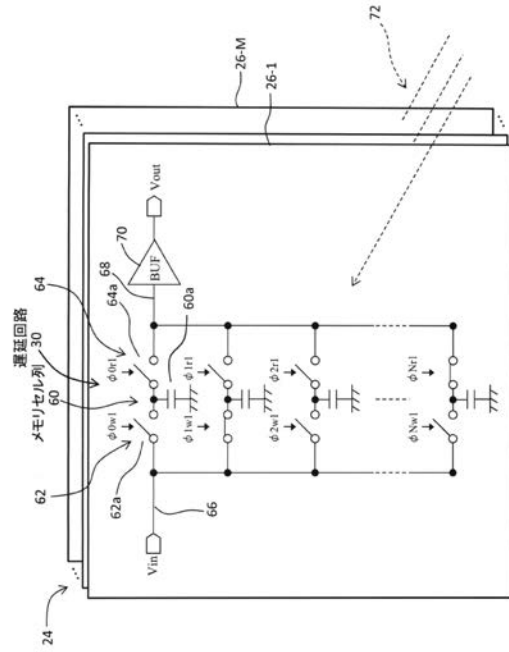 遅延回路
メモリセル列 30
24
62
60
64
φ0w1
φ0r1
62a
64a
60a
68
70
BUF
Vin
Vout
66
φ1w1
φ1r1
φ2w1
φ2r1
φNw1
φNr1
26-M
26-1
72